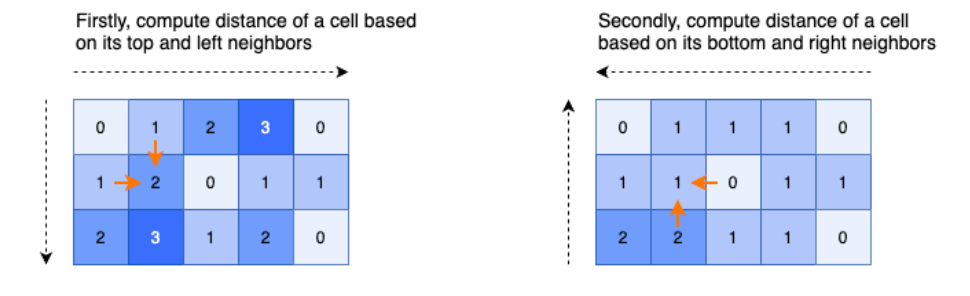 Firstly, compute distance of a cell based
on its top and left neighbors
0 1 2 3 0
1 2 0 1 1
2 3 1 2 0
Secondly, compute distance of a cell
based on its bottom and right neighbors
0 1 1 1 0
1 1 0 1 1
2 2 1 1 0